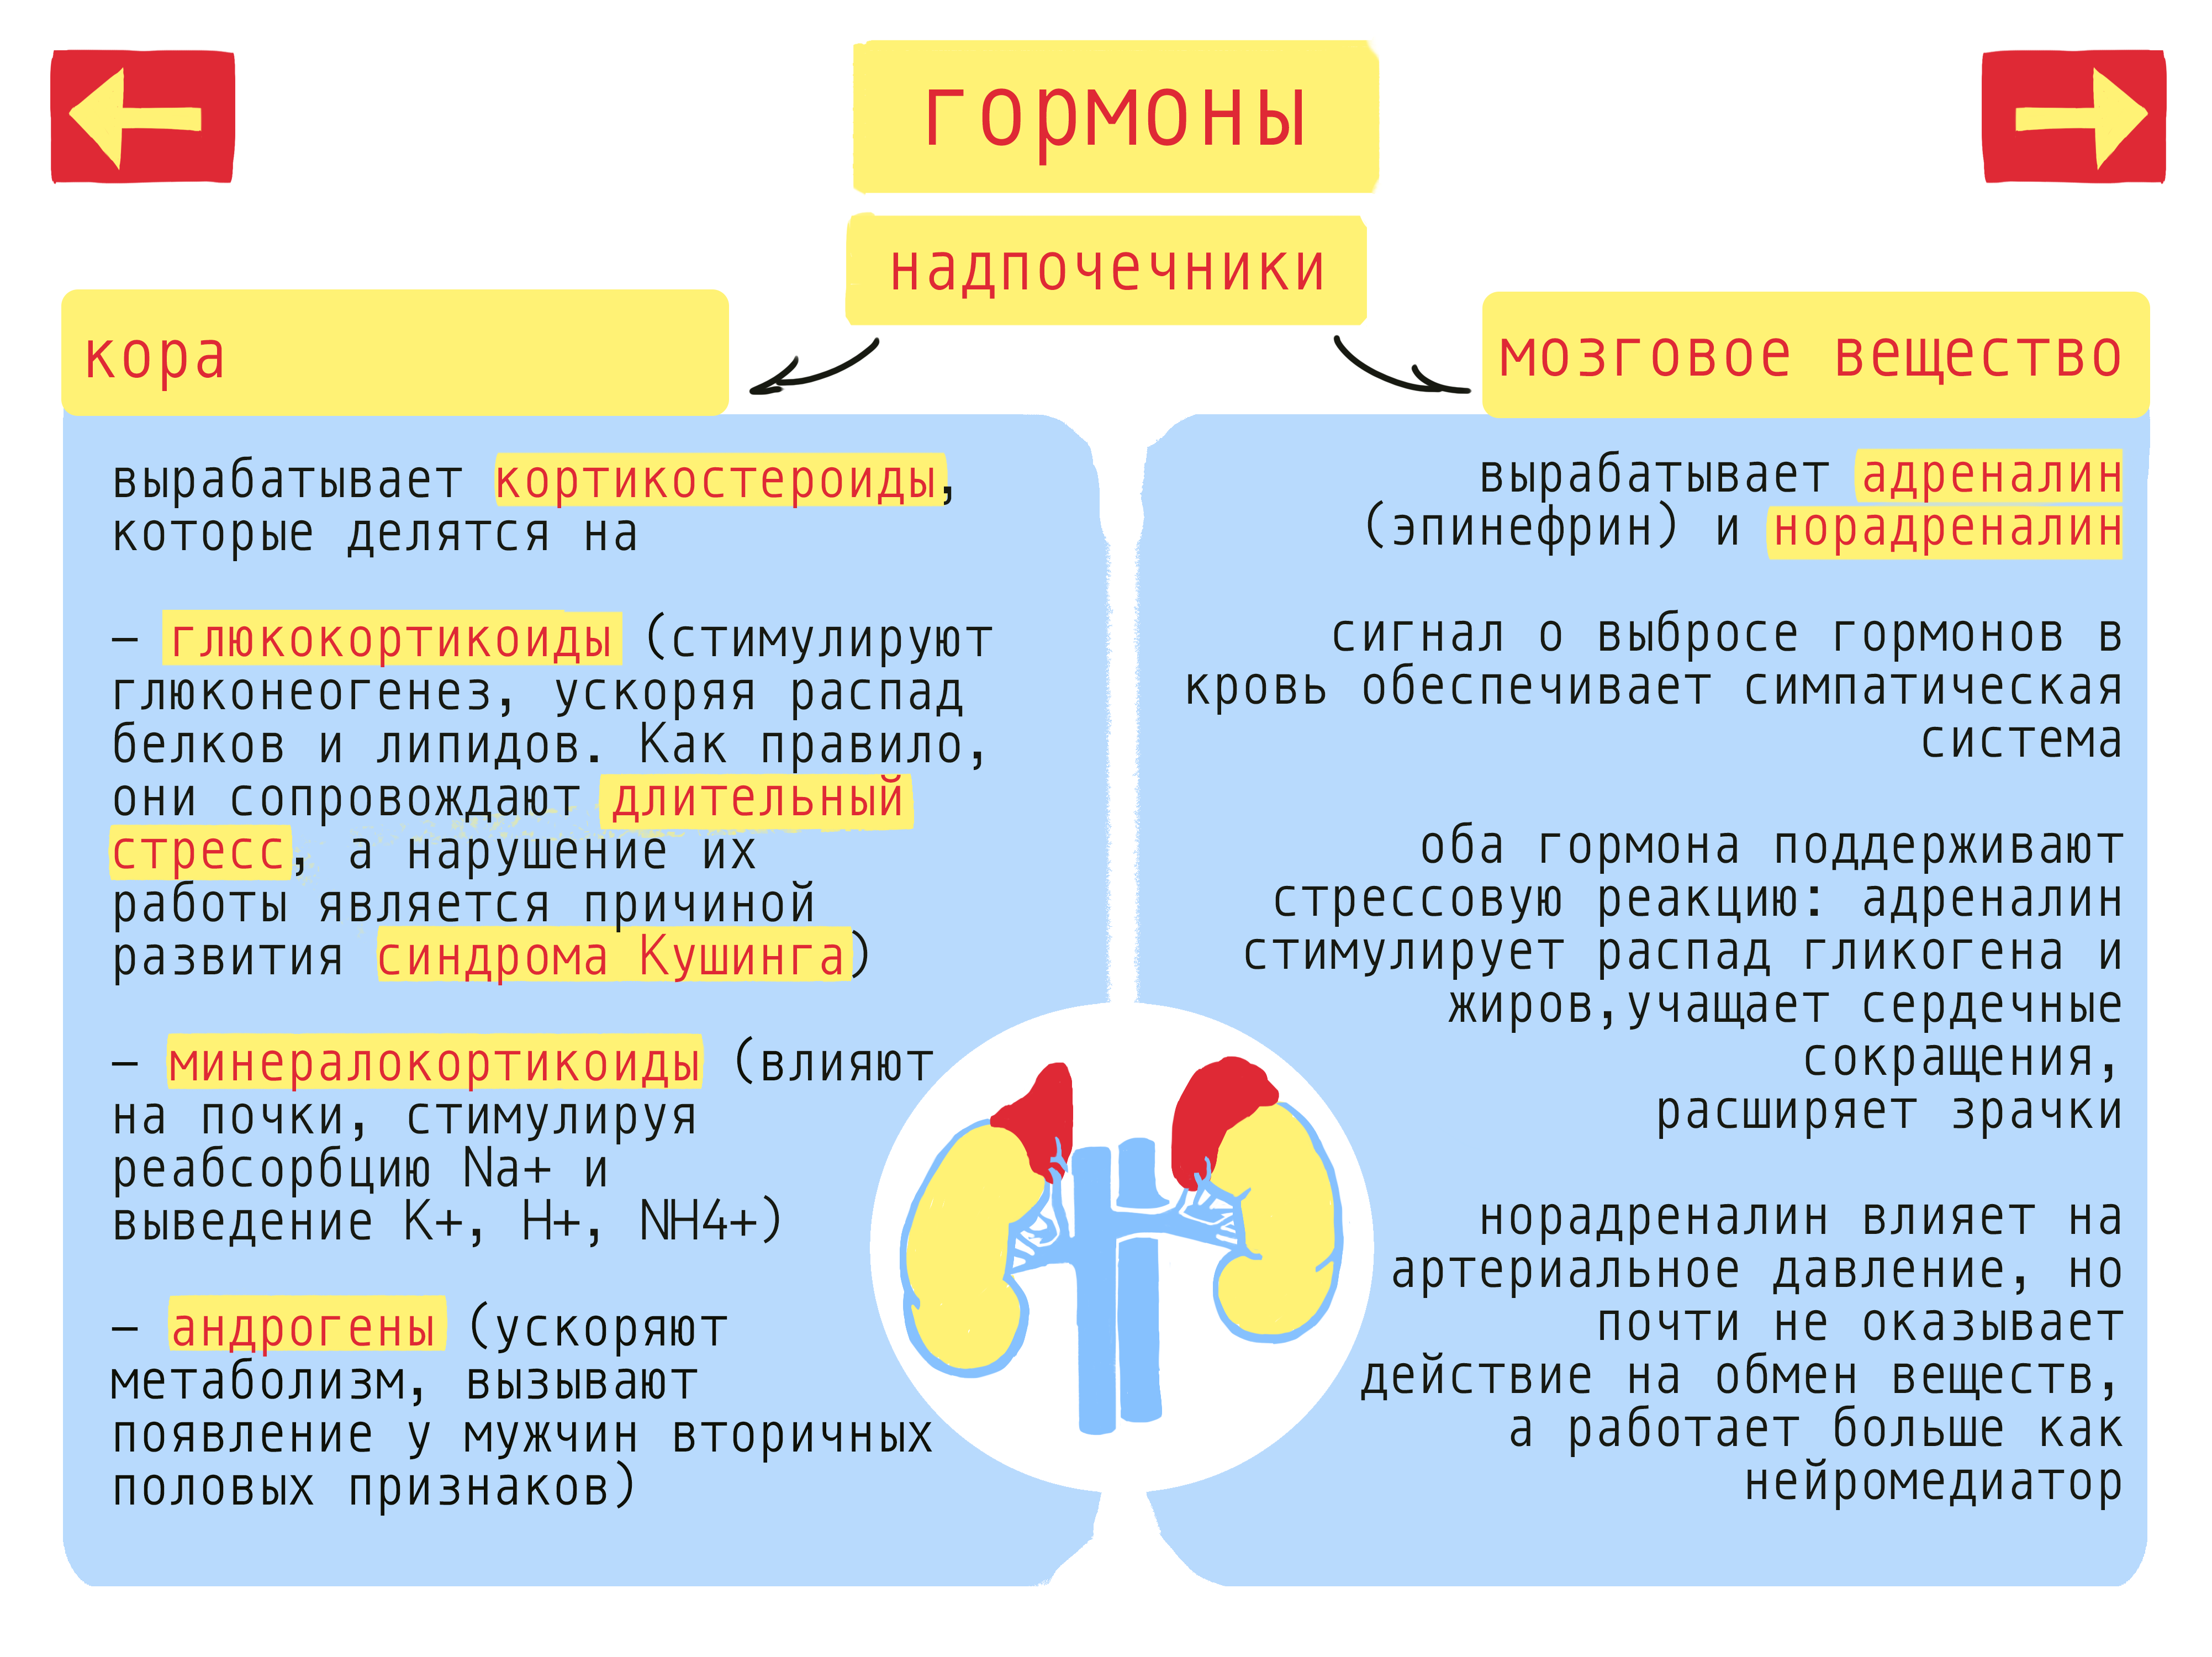 гормоны
надпочечники
кора
вырабатывает кортикостероиды,
которые делятся на
– глюкокортикоиды (стимулируют
глюконеогенез, ускоряя распад
белков и липидов. Как правило,
они сопровождают длительный
стресс, а нарушение их
работы является причиной
развития синдрома Кушинга)
– минералокортикоиды (влияют
на почки, стимулируя
реабсорбцию Na+ и
выведение K+, H+, NH4+)
– андрогены (ускоряют
метаболизм, вызывают
появление у мужчин вторичных
половых признаков)
мозговое вещество
вырабатывает адреналин
(эпинефрин) и норадреналин
сигнал о выбросе гормонов в
кровь обеспечивает симпатическая
система
оба гормона поддерживают
стрессовую реакцию: адреналин
стимулирует распад гликогена и
жиров,учащает сердечные
сокращения,
расширяет зрачки
норадреналин влияет на
артериальное давление, но
почти не оказывает
действие на обмен веществ,
а работает больше как
нейромедиатор